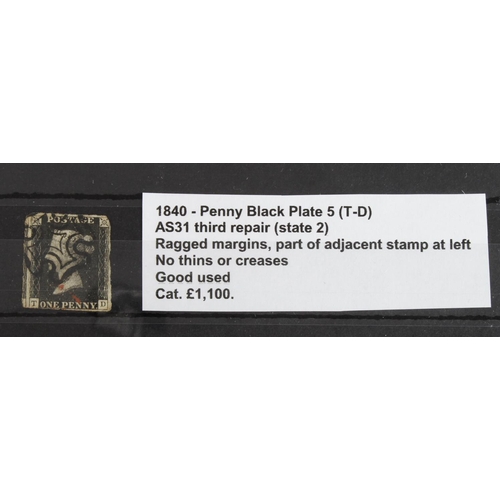 POSTAGE
T ONE PENNY D
1840 - Penny Black Plate 5 (T-D)
AS31 third repair (state 2)
Ragged margins, part of adjacent stamp at left
No thins or creases
Good used
Cat. £1,100.